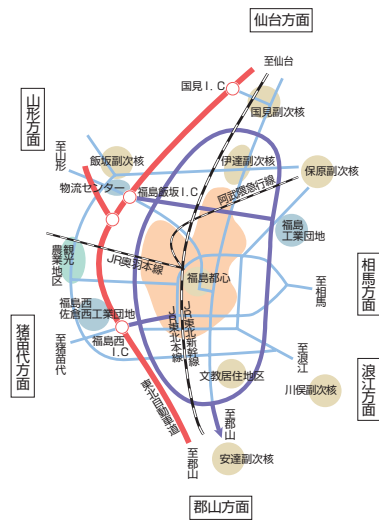 仙台方面
至仙台
国見I.C
国見副次核
山形方面
至山形
飯坂副次核
伊達副次核
保原副次核
物流センター
福島飯坂I.C
阿武隈急行線
福島
工業団地
観光
農業地区
JR奥羽本線
福島都心
至相馬
相馬方面
福島西
佐倉西工業団地
JR東北新幹線
JR東北本線
猪苗代方面
至猪苗代
福島西
I.C
至浪江
浪江方面
文教居住地区
川俣副次核
東北自動車道
至郡山
至郡山
安達副次核
郡山方面